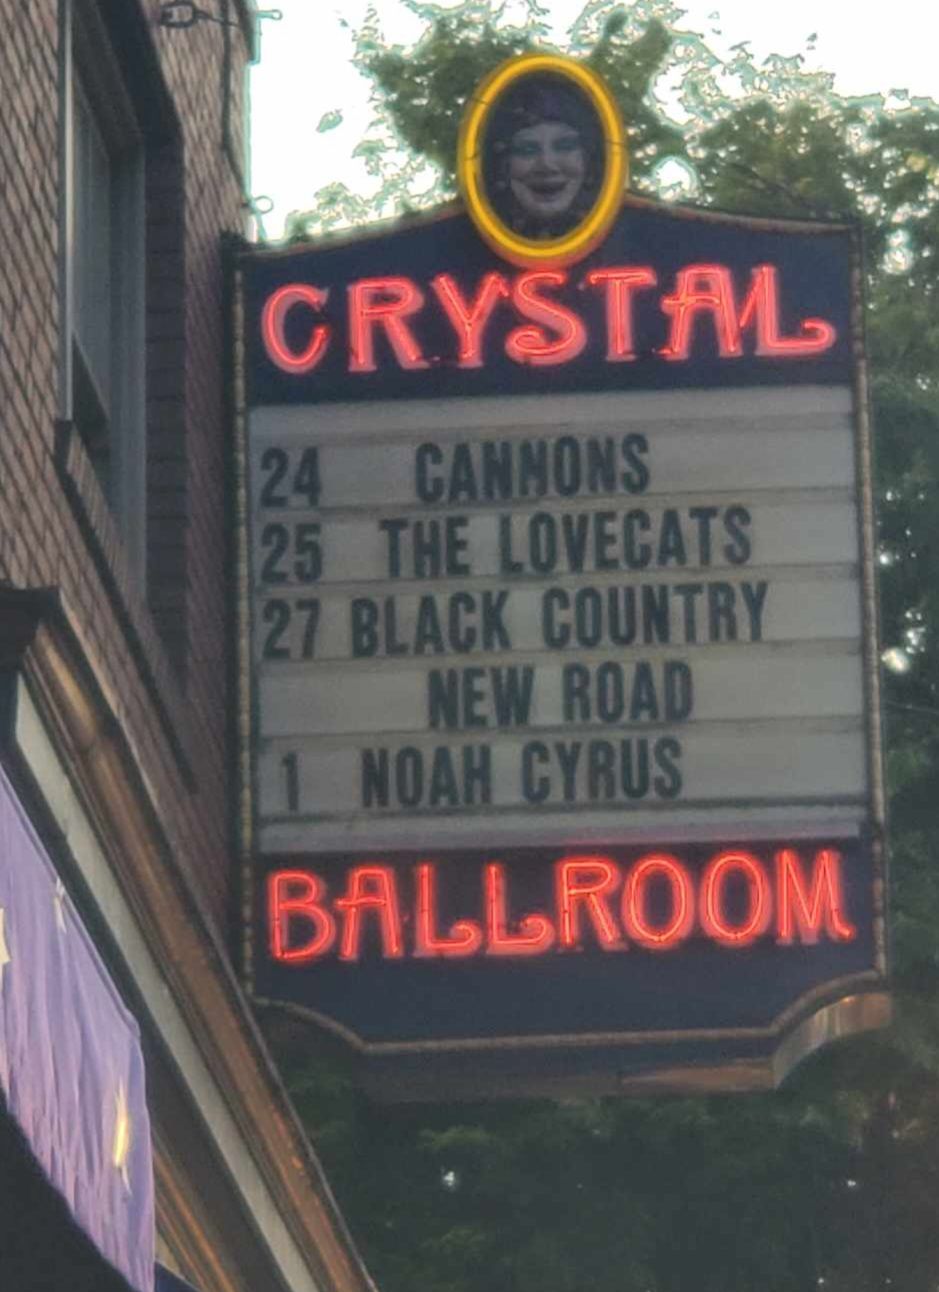 CRYSTAL
24 CANNONS
25 THE LOVECATS
27 BLACK COUNTRY
NEW ROAD
1 NOAH CYRUS
BALLROOM